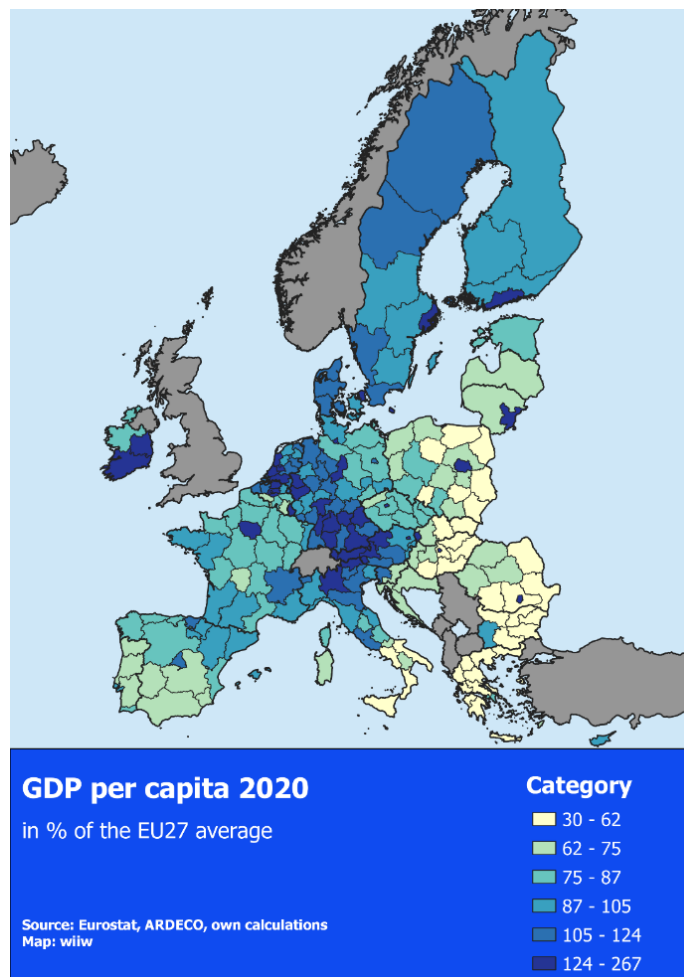 GDP per capita 2020
in % of the EU27 average
Source: Eurostat, ARDECO, own calculations
Map: wiiw
Category
30 - 62
62 - 75
75 - 87
87 - 105
105 - 124
124 - 267